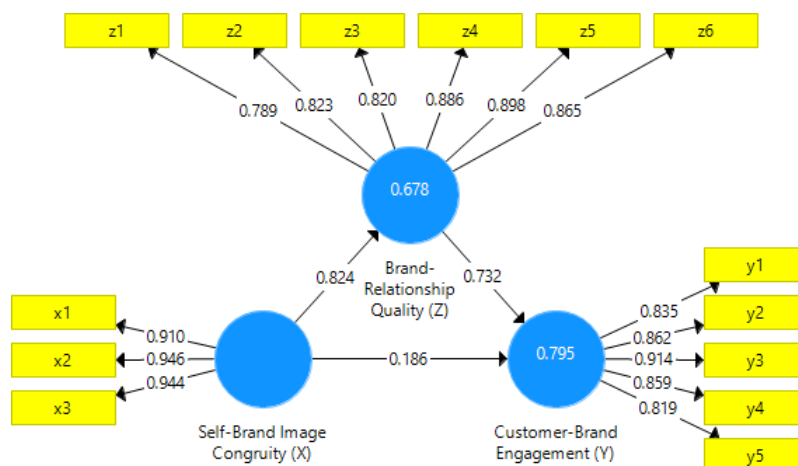 z1 z2 z3 z4 z5 z6
0.789 0.823 0.820 0.886 0.898 0.865
0.678
0.824
Brand-
Relationship
Quality (Z)
0.732
x1
x2
x3
0.910
0.946
0.944
0.186
0.795
0.835
0.862
0.914
0.859
0.819
y1
y2
y3
y4
y5
Self-Brand Image
Congruity (X)
Customer-Brand
Engagement (Y)